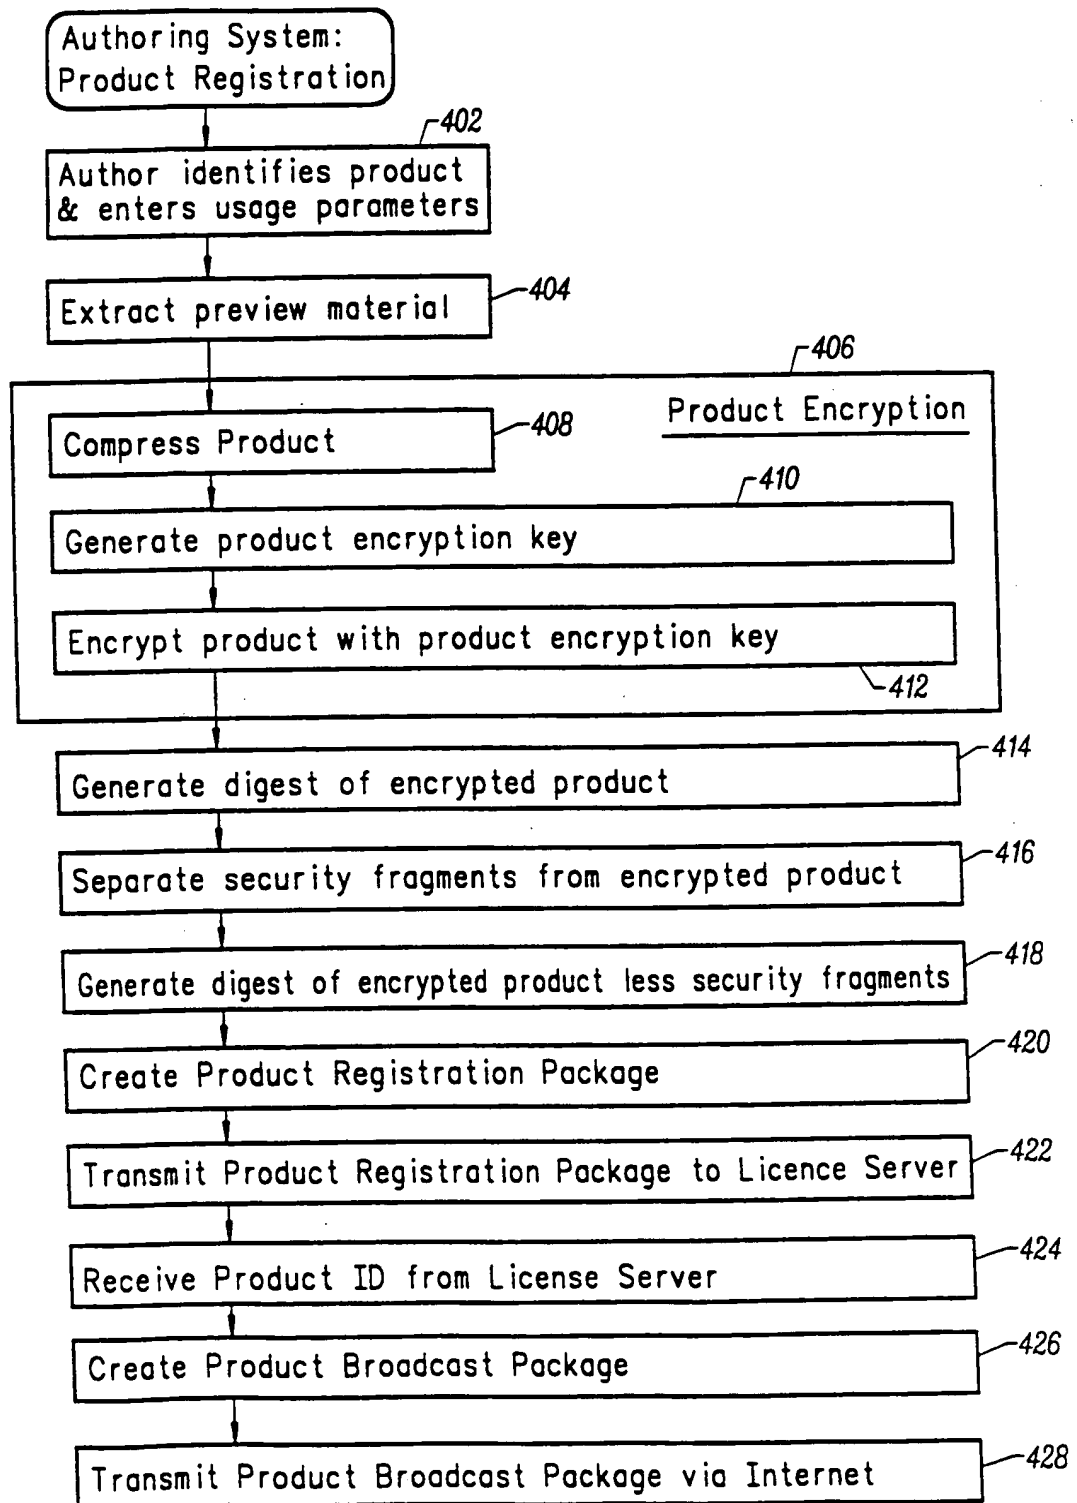 Authoring System:
Product Registration
402
Author identifies product
& enters usage parameters
Extract preview material
404
406
Product Encryption
Compress Product
408
410
Generate product encryption key
Encrypt product with product encryption key
412
414
Generate digest of encrypted product
416
Separate security fragments from encrypted product
418
Generate digest of encrypted product less security fragments
420
Create Product Registration Package
422
Transmit Product Registration Package to Licence Server
424
Receive Product ID from License Server
426
Create Product Broadcast Package
428
Transmit Product Broadcast Package via Internet